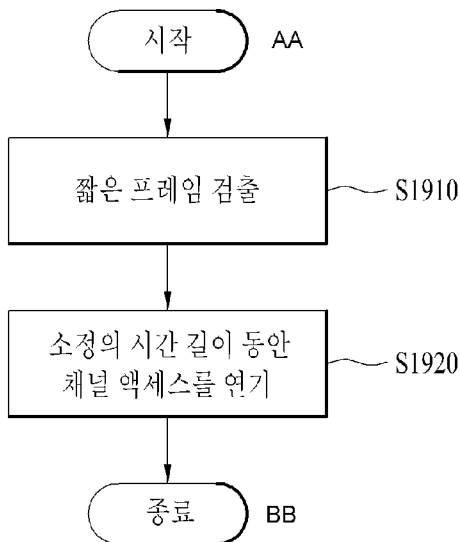 시작 AA
짧은 프레임 검출
S1910
소정의 시간 길이 동안
채널 액세스를 연기
S1920
종료 BB